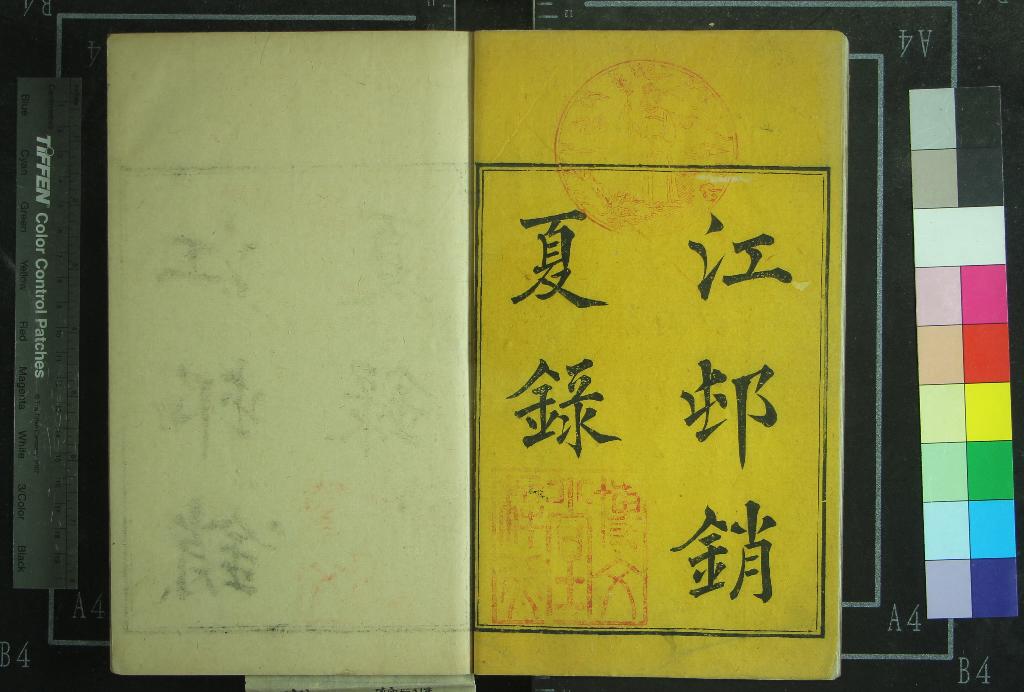 江邨銷
夏錄
TIFFEN Color Control Patches
Blue
Cyan
Green
Yellow
Red
Magenta
White
3/Color
Black
A4
A4
A4
A4
B4
B4
B4